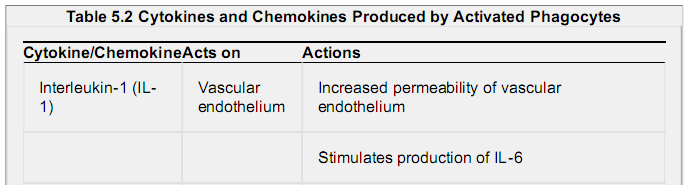 Table 5.2 Cytokines and Chemokines Produced by Activated Phagocytes
Cytokine/Chemokine Acts on Actions
Interleukin-1 (IL- Vascular Increased permeability of vascular
1) endothelium endothelium
Stimulates production of IL-6